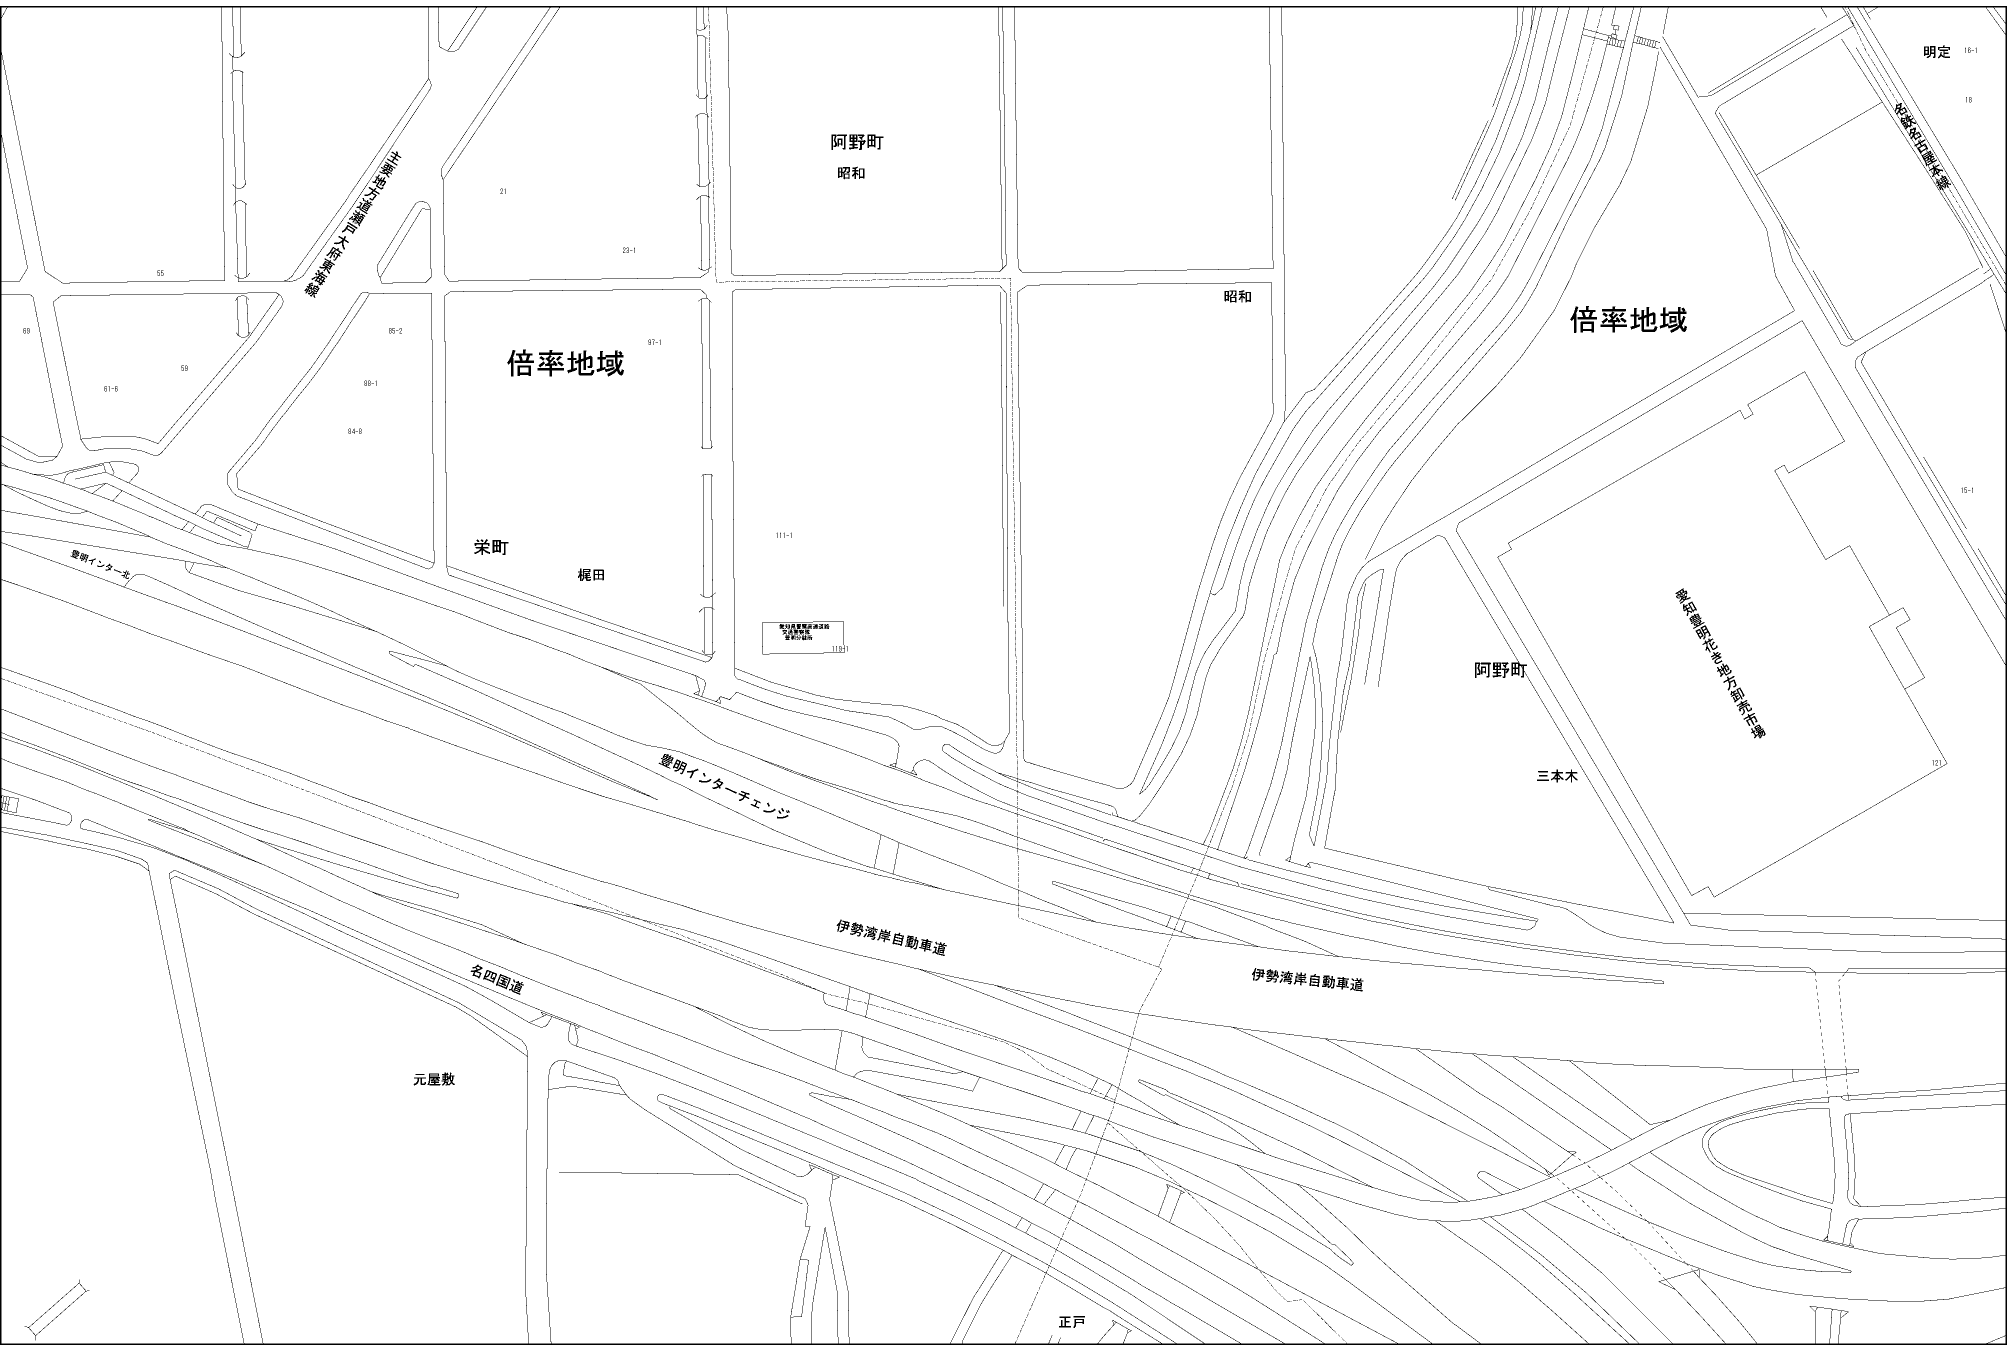 明定
16-1
18
名鉄名古屋本線
阿野町
昭和
主要地方道瀬戸大府東海線
21
23-1
55
昭和
倍率地域
69
85-2
97-1
倍率地域
59
88-1
61-6
84-8
15-1
111-1
栄町
豊明インター北
梶田
愛知豊明花き地方卸売市場
118-1
阿野町
豊明インターチェンジ
三本木
121
伊勢湾岸自動車道
名四国道
伊勢湾岸自動車道
元屋敷
正戸